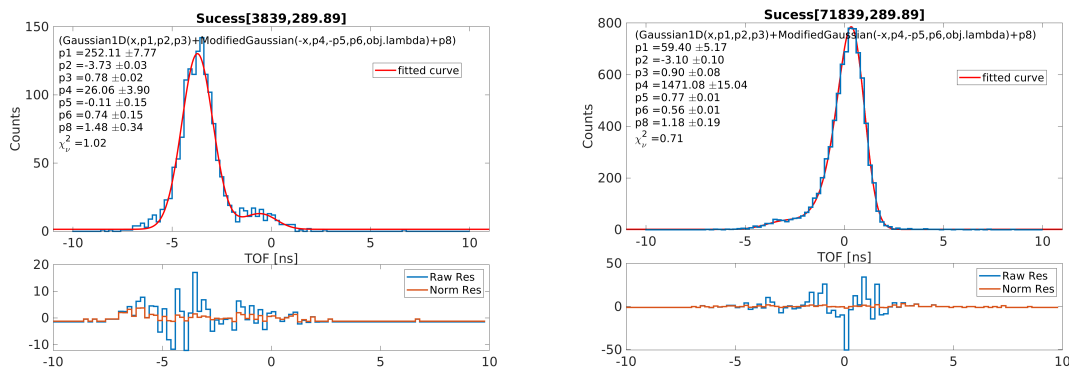 Sucess[3839,289.89]
(Gaussian1D(x,p1,p2,p3)+ModifiedGaussian(-x,p4,-p5,p6,obj.lambda)+p8)
p1 =252.11 ±7.77
p2 =-3.73 ±0.03
p3 =0.78 ±0.02
p4 =26.06 ±3.90
p5 =-0.11 ±0.15
p6 =0.74 ±0.15
p8 =1.48 ±0.34
χ²ᵥ =1.02
fitted curve
Counts
150
100
50
0
-10
-5
0
5
10
TOF [ns]
20
10
0
-10
Raw Res
Norm Res
-10
-5
0
5
10
Sucess[71839,289.89]
(Gaussian1D(x,p1,p2,p3)+ModifiedGaussian(-x,p4,-p5,p6,obj.lambda)+p8)
p1 =59.40 ±5.17
p2 =-3.10 ±0.10
p3 =0.90 ±0.08
p4 =1471.08 ±15.04
p5 =0.77 ±0.01
p6 =0.56 ±0.01
p8 =1.18 ±0.19
χ²ᵥ =0.71
fitted curve
Counts
800
600
400
200
0
-10
-5
0
5
10
TOF [ns]
50
0
-50
Raw Res
Norm Res
-10
-5
0
5
10